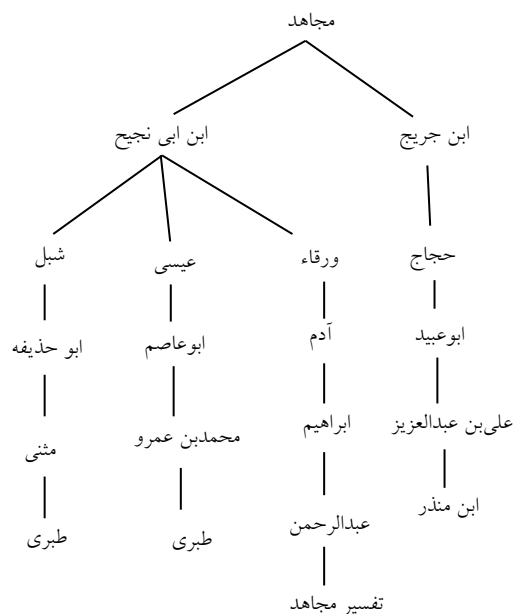 مجاهد
ابن جریج
ابن ابی نجیح
حجاج
ورقاء
عیسی
شبل
ابوعبید
آدم
ابوعاصم
ابو حذیفه
علی‌بن عبدالعزیز
ابراهیم
محمدبن عمرو
مثنی
ابن منذر
عبدالرحمن
طبری
طبری
تفسیر مجاهد